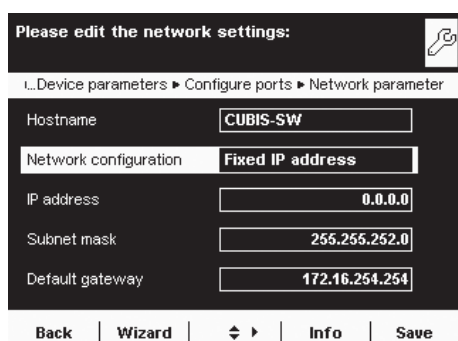 Please edit the network settings:
ı...Device parameters ▸ Configure ports ▸ Network parameter
Hostname CUBIS-SW
Network configuration Fixed IP address
IP address 0.0.0.0
Subnet mask 255.255.252.0
Default gateway 172.16.254.254
Back Wizard Info Save